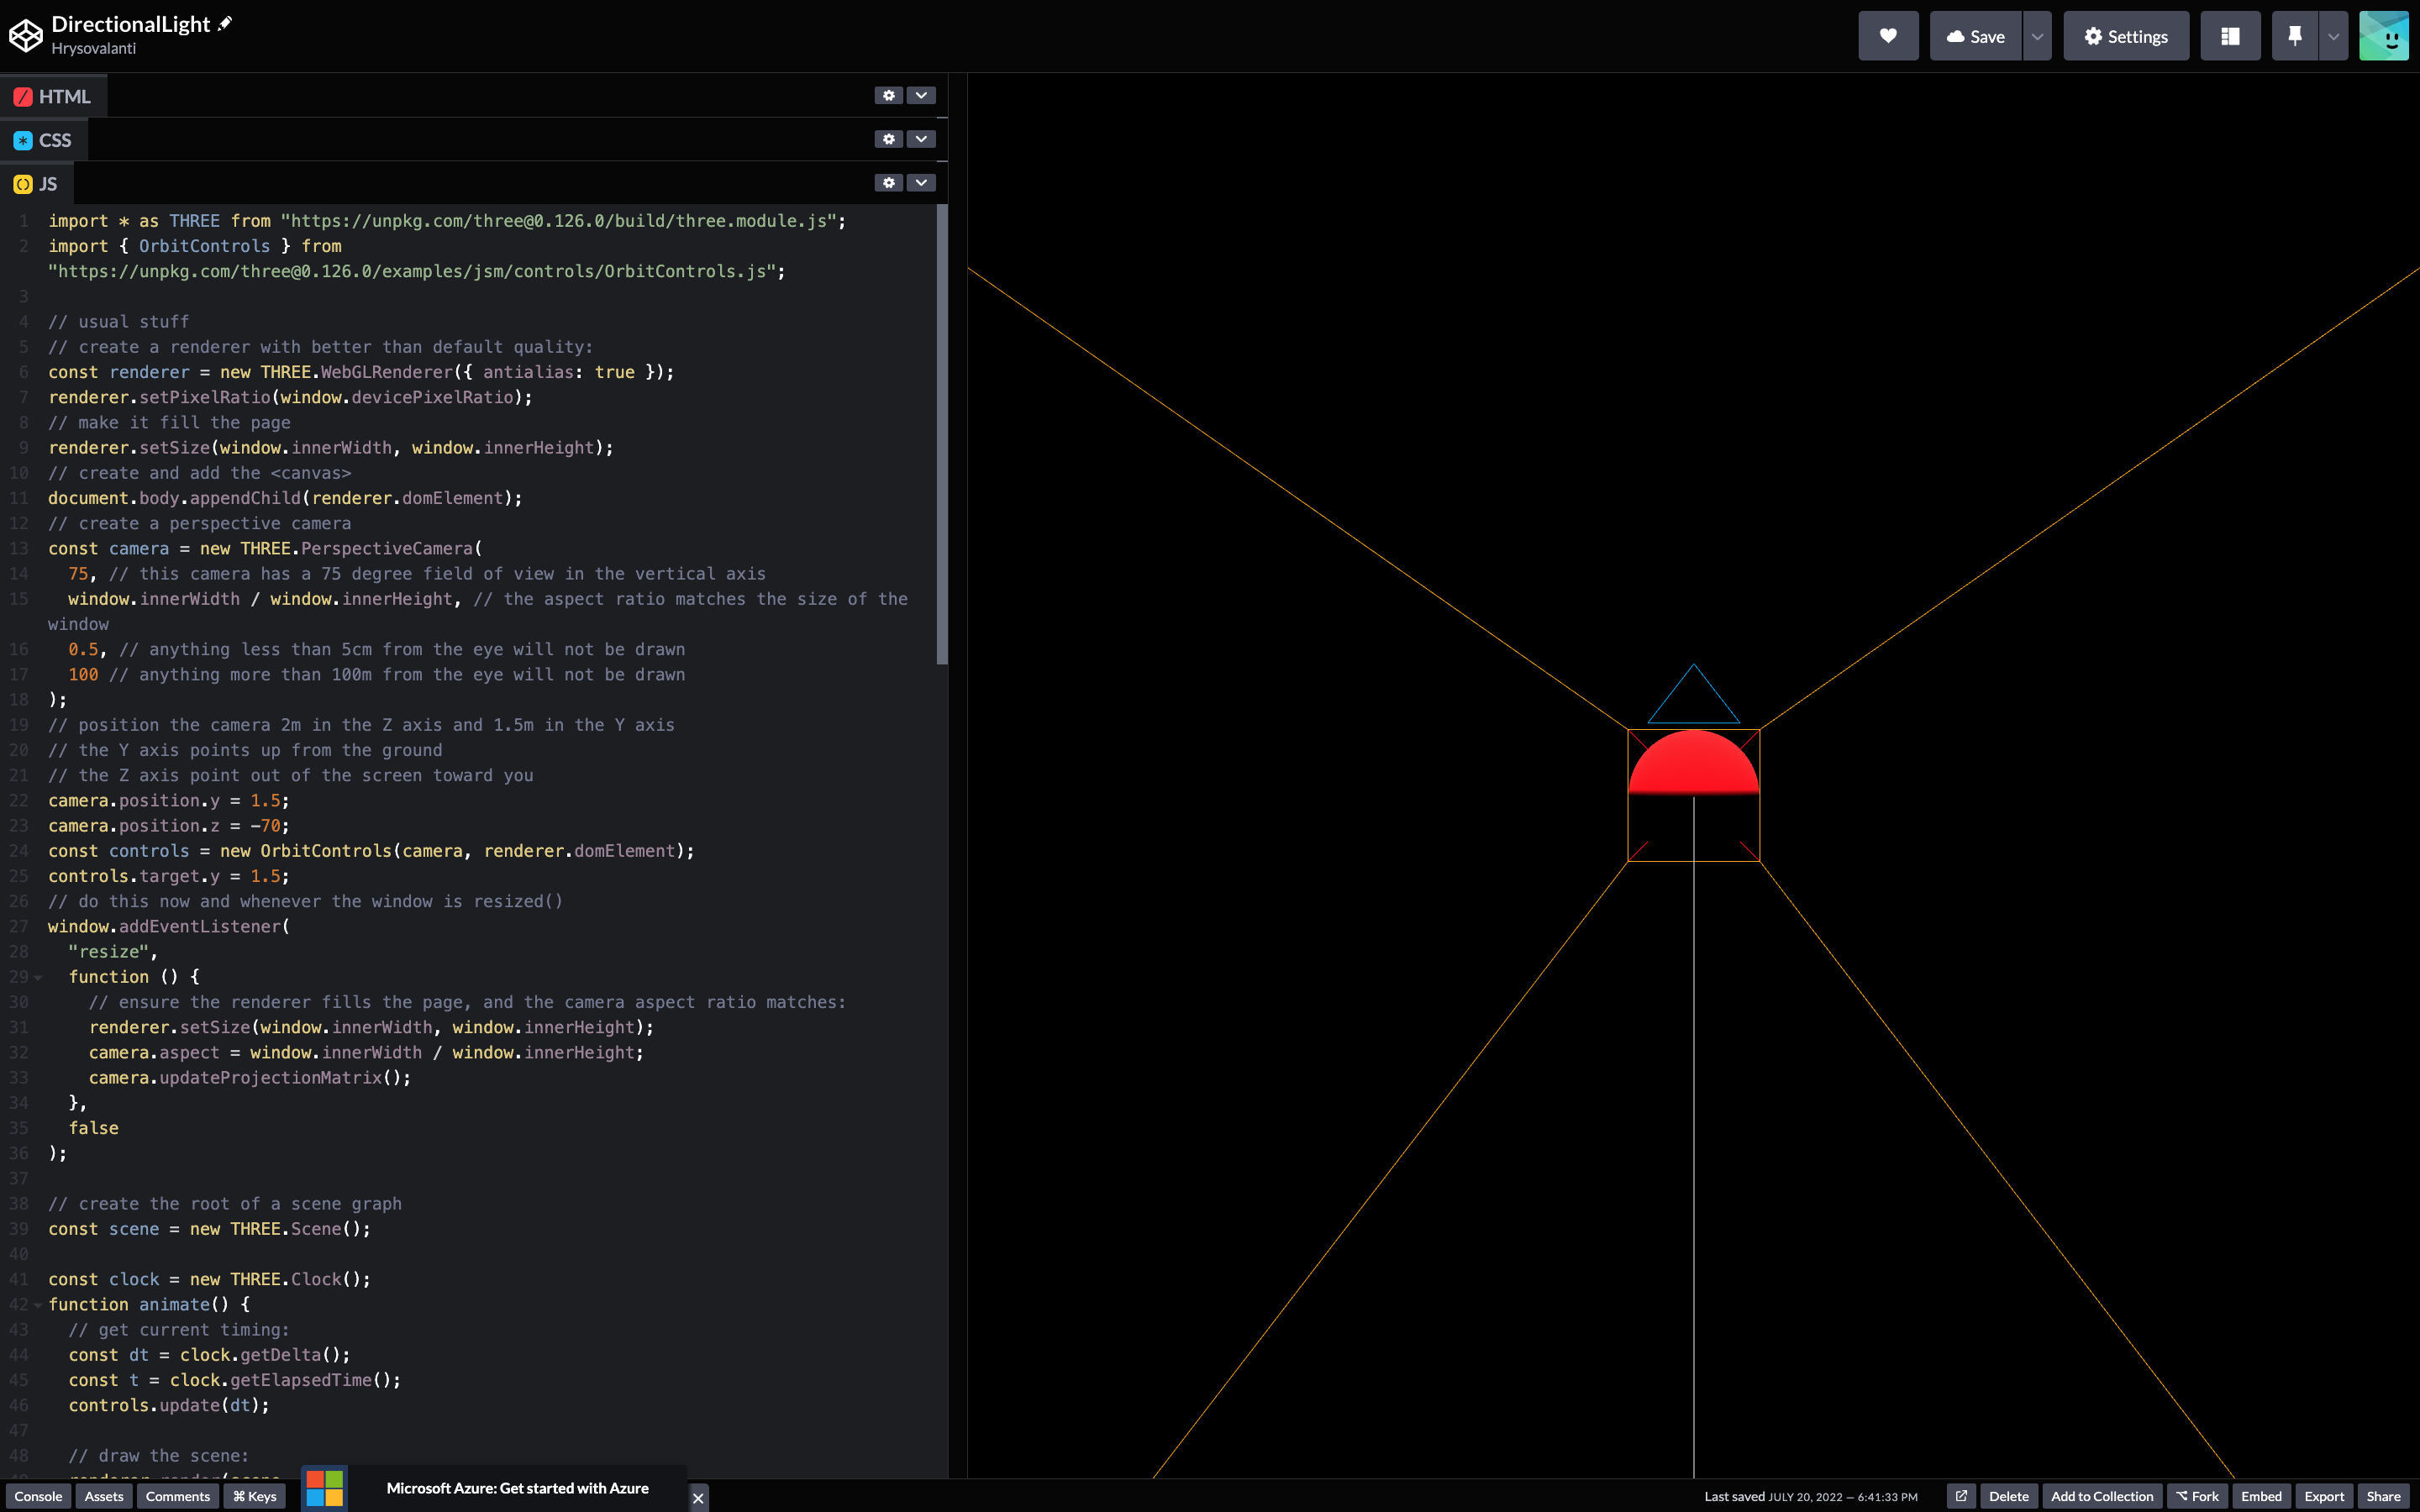 DirectionalLight
Hrysovalanti
Save
Settings
HTML
CSS
JS
1 import * as THREE from "https://unpkg.com/three@0.126.0/build/three.module.js";
2 import { OrbitControls } from
"https://unpkg.com/three@0.126.0/examples/jsm/controls/OrbitControls.js";
3
4 // usual stuff
5 // create a renderer with better than default quality:
6 const renderer = new THREE.WebGLRenderer({ antialias: true });
7 renderer.setPixelRatio(window.devicePixelRatio);
8 // make it fill the page
9 renderer.setSize(window.innerWidth, window.innerHeight);
10 // create and add the <canvas>
11 document.body.appendChild(renderer.domElement);
12 // create a perspective camera
13 const camera = new THREE.PerspectiveCamera(
14 75, // this camera has a 75 degree field of view in the vertical axis
15 window.innerWidth / window.innerHeight, // the aspect ratio matches the size of the
window
16 0.5, // anything less than 5cm from the eye will not be drawn
17 100 // anything more than 100m from the eye will not be drawn
18 );
19 // position the camera 2m in the Z axis and 1.5m in the Y axis
20 // the Y axis points up from the ground
21 // the Z axis point out of the screen toward you
22 camera.position.y = 1.5;
23 camera.position.z = -70;
24 const controls = new OrbitControls(camera, renderer.domElement);
25 controls.target.y = 1.5;
26 // do this now and whenever the window is resized()
27 window.addEventListener(
28 "resize",
29 function () {
30 // ensure the renderer fills the page, and the camera aspect ratio matches:
31 renderer.setSize(window.innerWidth, window.innerHeight);
32 camera.aspect = window.innerWidth / window.innerHeight;
33 camera.updateProjectionMatrix();
34 },
35 false
36 );
37
38 // create the root of a scene graph
39 const scene = new THREE.Scene();
40
41 const clock = new THREE.Clock();
42 function animate() {
43 // get current timing:
44 const dt = clock.getDelta();
45 const t = clock.getElapsedTime();
46 controls.update(dt);
47
48 // draw the scene:
Console Assets Comments ⌘ Keys
Microsoft Azure: Get started with Azure
Last saved JULY 20, 2022 — 6:41:33 PM
Delete Add to Collection Fork Embed Export Share